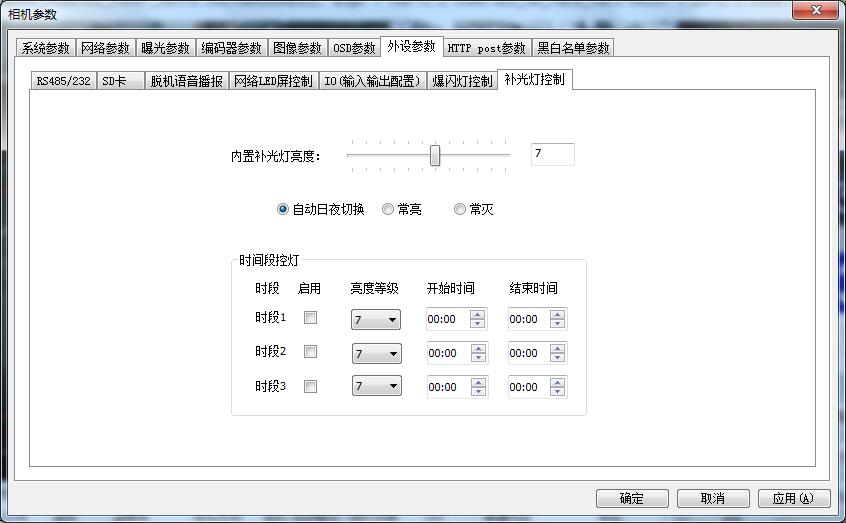 相机参数
系统参数 网络参数 曝光参数 编码器参数 图像参数 OSD参数 外设参数 HTTP post参数 黑白名单参数
RS485/232 SD卡 脱机语音播报 网络LED屏控制 IO(输入输出配置) 爆闪灯控制 补光灯控制
内置补光灯亮度： 7
自动日夜切换 常亮 常灭
时间段控灯
时段 启用 亮度等级 开始时间 结束时间
时段1 7 00:00 00:00
时段2 7 00:00 00:00
时段3 7 00:00 00:00
确定 取消 应用(A)